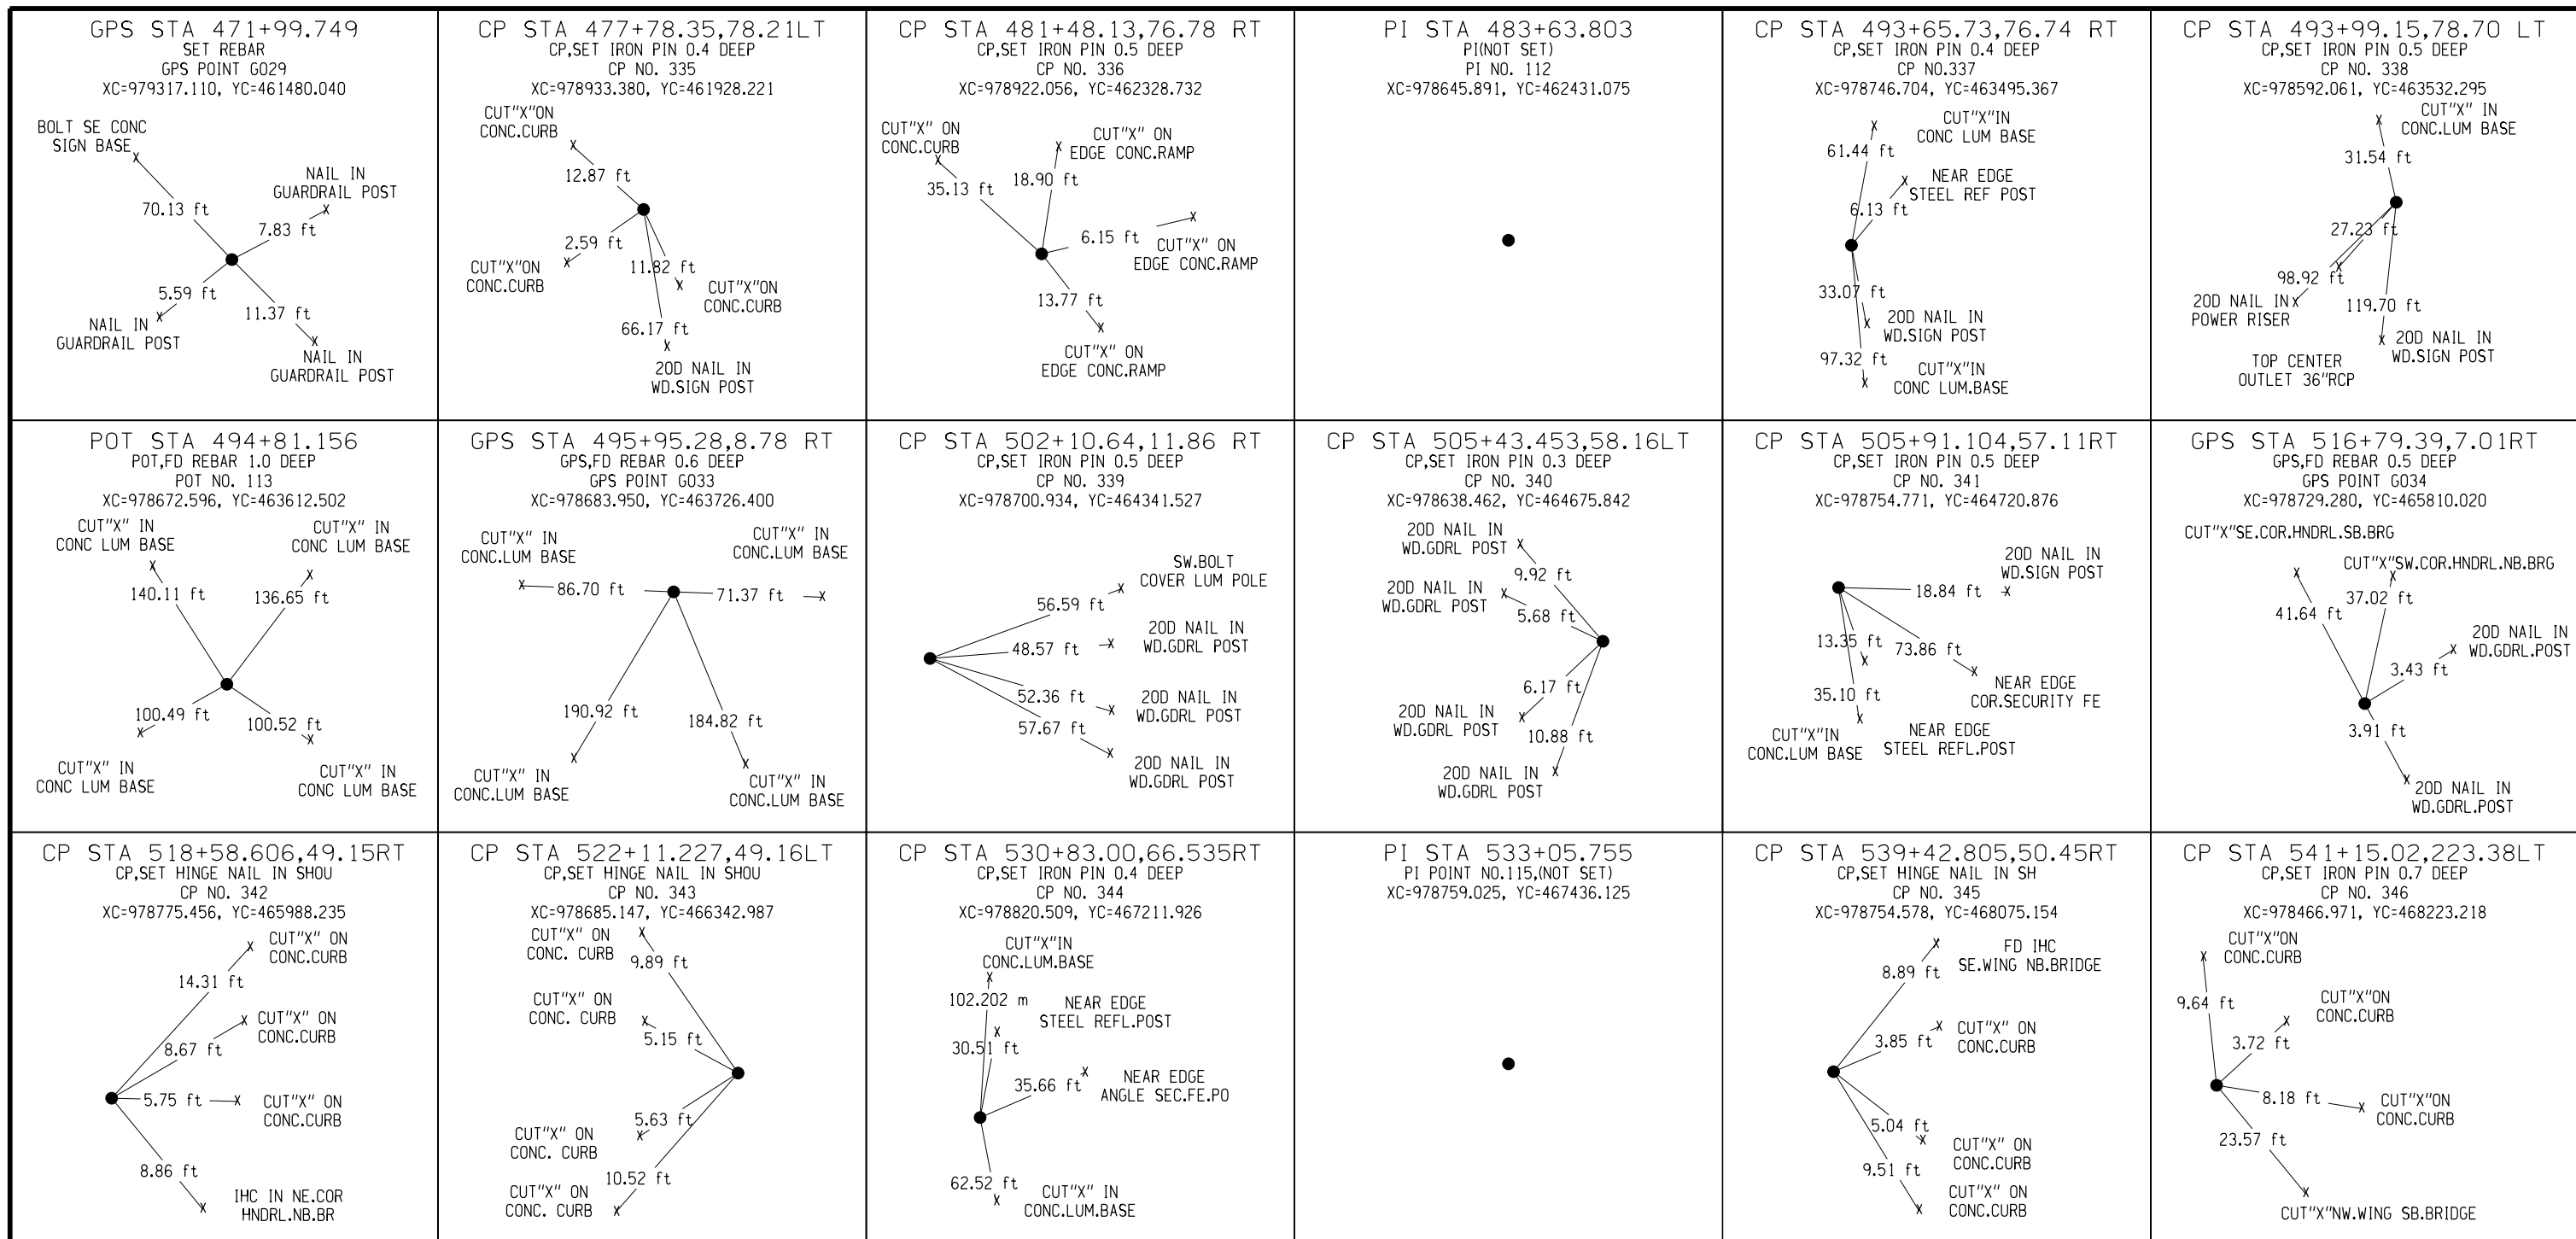 GPS STA 471+99.749
SET REBAR
GPS POINT G029
XC=979317.110, YC=461480.040
BOLT SE CONC
SIGN BASE
NAIL IN
GUARDRAIL POST
70.13 ft
7.83 ft
5.59 ft
11.37 ft
NAIL IN
GUARDRAIL POST
NAIL IN
GUARDRAIL POST
CP STA 477+78.35,78.21LT
CP,SET IRON PIN 0.4 DEEP
CP NO. 335
XC=978933.380, YC=461928.221
CUT"X"ON
CONC.CURB
12.87 ft
2.59 ft
11.82 ft
CUT"X"ON
CONC.CURB
CUT"X"ON
CONC.CURB
66.17 ft
20D NAIL IN
WD.SIGN POST
CP STA 481+48.13,76.78 RT
CP,SET IRON PIN 0.5 DEEP
CP NO. 336
XC=978922.056, YC=462328.732
CUT"X" ON
CONC.CURB
CUT"X" ON
EDGE CONC.RAMP
35.13 ft
18.90 ft
6.15 ft
CUT"X" ON
EDGE CONC.RAMP
13.77 ft
CUT"X" ON
EDGE CONC.RAMP
PI STA 483+63.803
PI(NOT SET)
PI NO. 112
XC=978645.891, YC=462431.075
CP STA 493+65.73,76.74 RT
CP,SET IRON PIN 0.4 DEEP
CP NO.337
XC=978746.704, YC=463495.367
CUT"X"IN
CONC LUM BASE
61.44 ft
NEAR EDGE
STEEL REF POST
6.13 ft
33.07 ft
20D NAIL IN
WD.SIGN POST
97.32 ft
CUT"X"IN
CONC LUM.BASE
CP STA 493+99.15,78.70 LT
CP,SET IRON PIN 0.5 DEEP
CP NO. 338
XC=978592.061, YC=463532.295
CUT"X" IN
CONC.LUM BASE
31.54 ft
27.23 ft
98.92 ft
20D NAIL IN
POWER RISER
119.70 ft
20D NAIL IN
WD.SIGN POST
TOP CENTER
OUTLET 36"RCP
POT STA 494+81.156
POT,FD REBAR 1.0 DEEP
POT NO. 113
XC=978672.596, YC=463612.502
CUT"X" IN
CONC LUM BASE
CUT"X" IN
CONC LUM BASE
140.11 ft
136.65 ft
100.49 ft
100.52 ft
CUT"X" IN
CONC LUM BASE
CUT"X" IN
CONC LUM BASE
GPS STA 495+95.28,8.78 RT
GPS,FD REBAR 0.6 DEEP
GPS POINT G033
XC=978683.950, YC=463726.400
CUT"X" IN
CONC.LUM BASE
CUT"X" IN
CONC.LUM BASE
86.70 ft
71.37 ft
190.92 ft
184.82 ft
CUT"X" IN
CONC.LUM BASE
CUT"X" IN
CONC.LUM BASE
CP STA 502+10.64,11.86 RT
CP,SET IRON PIN 0.5 DEEP
CP NO. 339
XC=978700.934, YC=464341.527
SW.BOLT
COVER LUM POLE
56.59 ft
20D NAIL IN
WD.GDRL POST
48.57 ft
52.36 ft
20D NAIL IN
WD.GDRL POST
57.67 ft
20D NAIL IN
WD.GDRL POST
CP STA 505+43.453,58.16LT
CP,SET IRON PIN 0.3 DEEP
CP NO. 340
XC=978638.462, YC=464675.842
20D NAIL IN
WD.GDRL POST
9.92 ft
20D NAIL IN
WD.GDRL POST
5.68 ft
6.17 ft
20D NAIL IN
WD.GDRL POST
10.88 ft
20D NAIL IN
WD.GDRL POST
CP STA 505+91.104,57.11RT
CP,SET IRON PIN 0.5 DEEP
CP NO. 341
XC=978754.771, YC=464720.876
20D NAIL IN
WD.SIGN POST
18.84 ft
13.35 ft
73.86 ft
NEAR EDGE
COR.SECURITY FE
35.10 ft
CUT"X"IN
CONC.LUM BASE
NEAR EDGE
STEEL REFL.POST
GPS STA 516+79.39,7.01RT
GPS,FD REBAR 0.5 DEEP
GPS POINT G034
XC=978729.280, YC=465810.020
CUT"X"SE.COR.HNDRL.SB.BRG
CUT"X"SW.COR.HNDRL.NB.BRG
41.64 ft
37.02 ft
20D NAIL IN
WD.GDRL.POST
3.43 ft
3.91 ft
20D NAIL IN
WD.GDRL.POST
CP STA 518+58.606,49.15RT
CP,SET HINGE NAIL IN SHOU
CP NO. 342
XC=978775.456, YC=465988.235
CUT"X" ON
CONC.CURB
14.31 ft
CUT"X" ON
CONC.CURB
8.67 ft
5.75 ft
CUT"X" ON
CONC.CURB
8.86 ft
IHC IN NE.COR
HNDRL.NB.BR
CP STA 522+11.227,49.16LT
CP,SET HINGE NAIL IN SHOU
CP NO. 343
XC=978685.147, YC=466342.987
CUT"X" ON
CONC. CURB
9.89 ft
CUT"X" ON
CONC. CURB
5.15 ft
5.63 ft
CUT"X" ON
CONC. CURB
10.52 ft
CUT"X" ON
CONC. CURB
CP STA 530+83.00,66.535RT
CP,SET IRON PIN 0.4 DEEP
CP NO. 344
XC=978820.509, YC=467211.926
CUT"X"IN
CONC.LUM.BASE
102.202 m
NEAR EDGE
STEEL REFL.POST
30.51 ft
35.66 ft
NEAR EDGE
ANGLE SEC.FE.PO
62.52 ft
CUT"X" IN
CONC.LUM.BASE
PI STA 533+05.755
PI POINT NO.115,(NOT SET)
XC=978759.025, YC=467436.125
CP STA 539+42.805,50.45RT
CP,SET HINGE NAIL IN SH
CP NO. 345
XC=978754.578, YC=468075.154
FD IHC
SE.WING NB.BRIDGE
8.89 ft
3.85 ft
CUT"X" ON
CONC.CURB
5.04 ft
CUT"X" ON
CONC.CURB
9.51 ft
CUT"X" ON
CONC.CURB
CP STA 541+15.02,223.38LT
CP,SET IRON PIN 0.7 DEEP
CP NO. 346
XC=978466.971, YC=468223.218
CUT"X"ON
CONC.CURB
9.64 ft
CUT"X"ON
CONC.CURB
3.72 ft
8.18 ft
CUT"X"ON
CONC.CURB
23.57 ft
CUT"X"NW.WING SB.BRIDGE